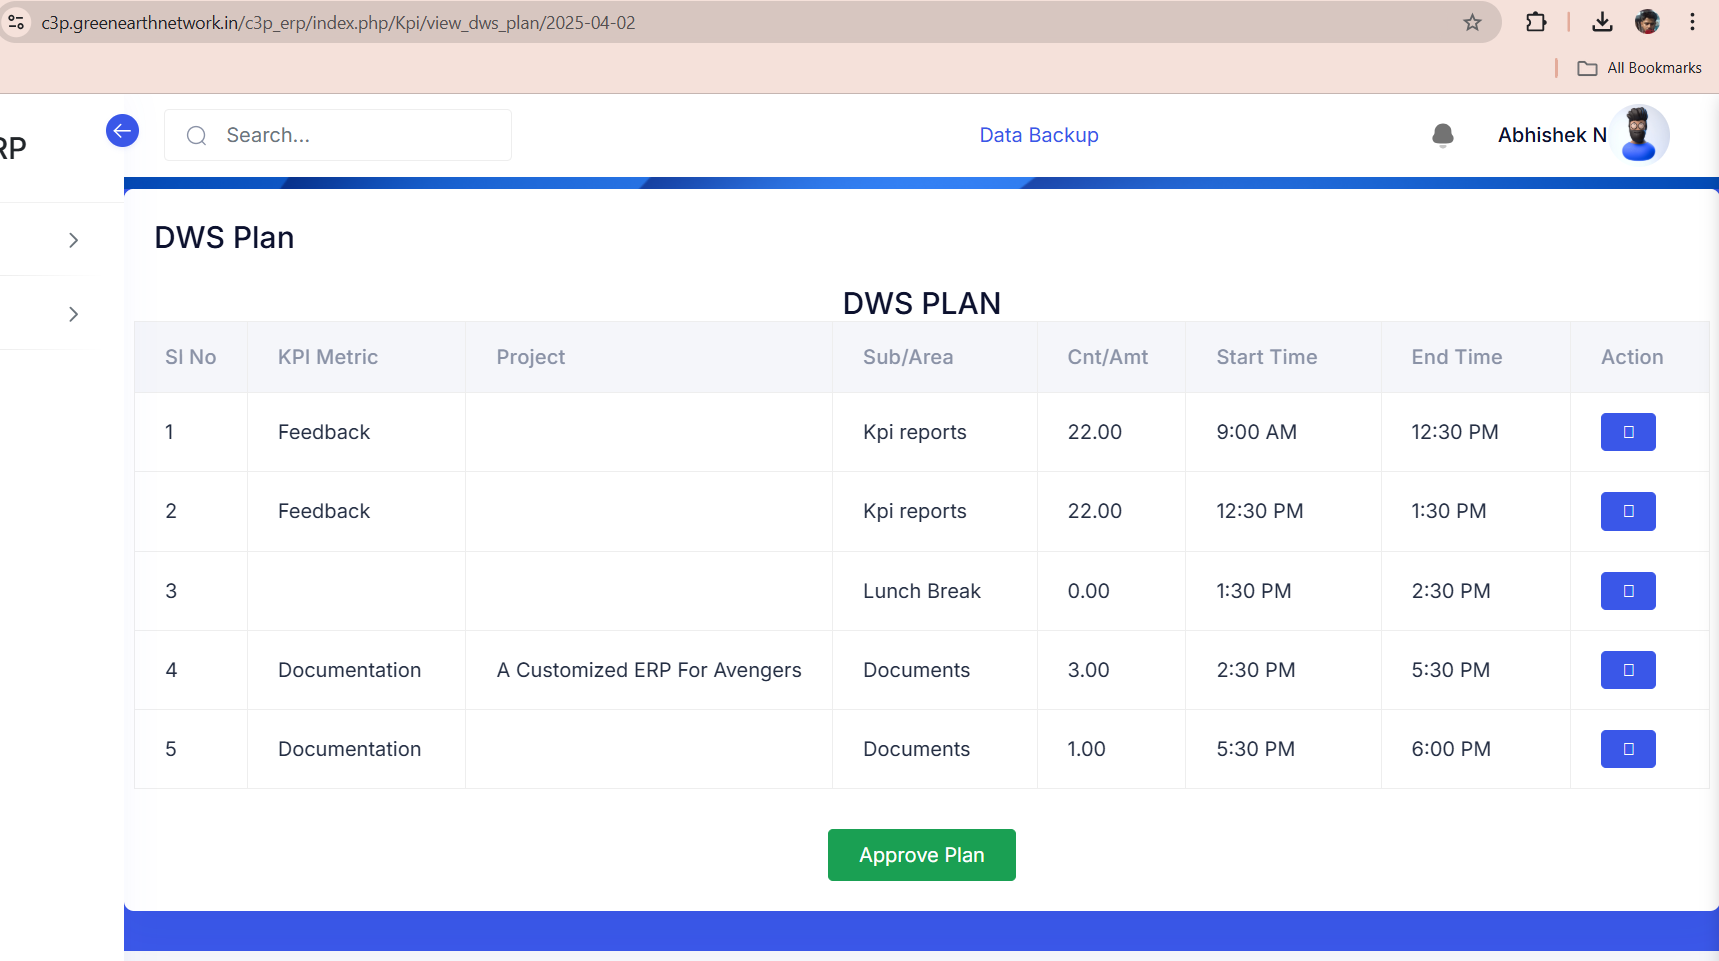 c3p.greenearthnetwork.in/c3p_erp/index.php/Kpi/view_dws_plan/2025-04-02
All Bookmarks
RP
Search...
Data Backup
Abhishek N
DWS Plan
DWS PLAN
Sl No KPI Metric Project Sub/Area Cnt/Amt Start Time End Time Action
1 Feedback Kpi reports 22.00 9:00 AM 12:30 PM
2 Feedback Kpi reports 22.00 12:30 PM 1:30 PM
3 Lunch Break 0.00 1:30 PM 2:30 PM
4 Documentation A Customized ERP For Avengers Documents 3.00 2:30 PM 5:30 PM
5 Documentation Documents 1.00 5:30 PM 6:00 PM
Approve Plan